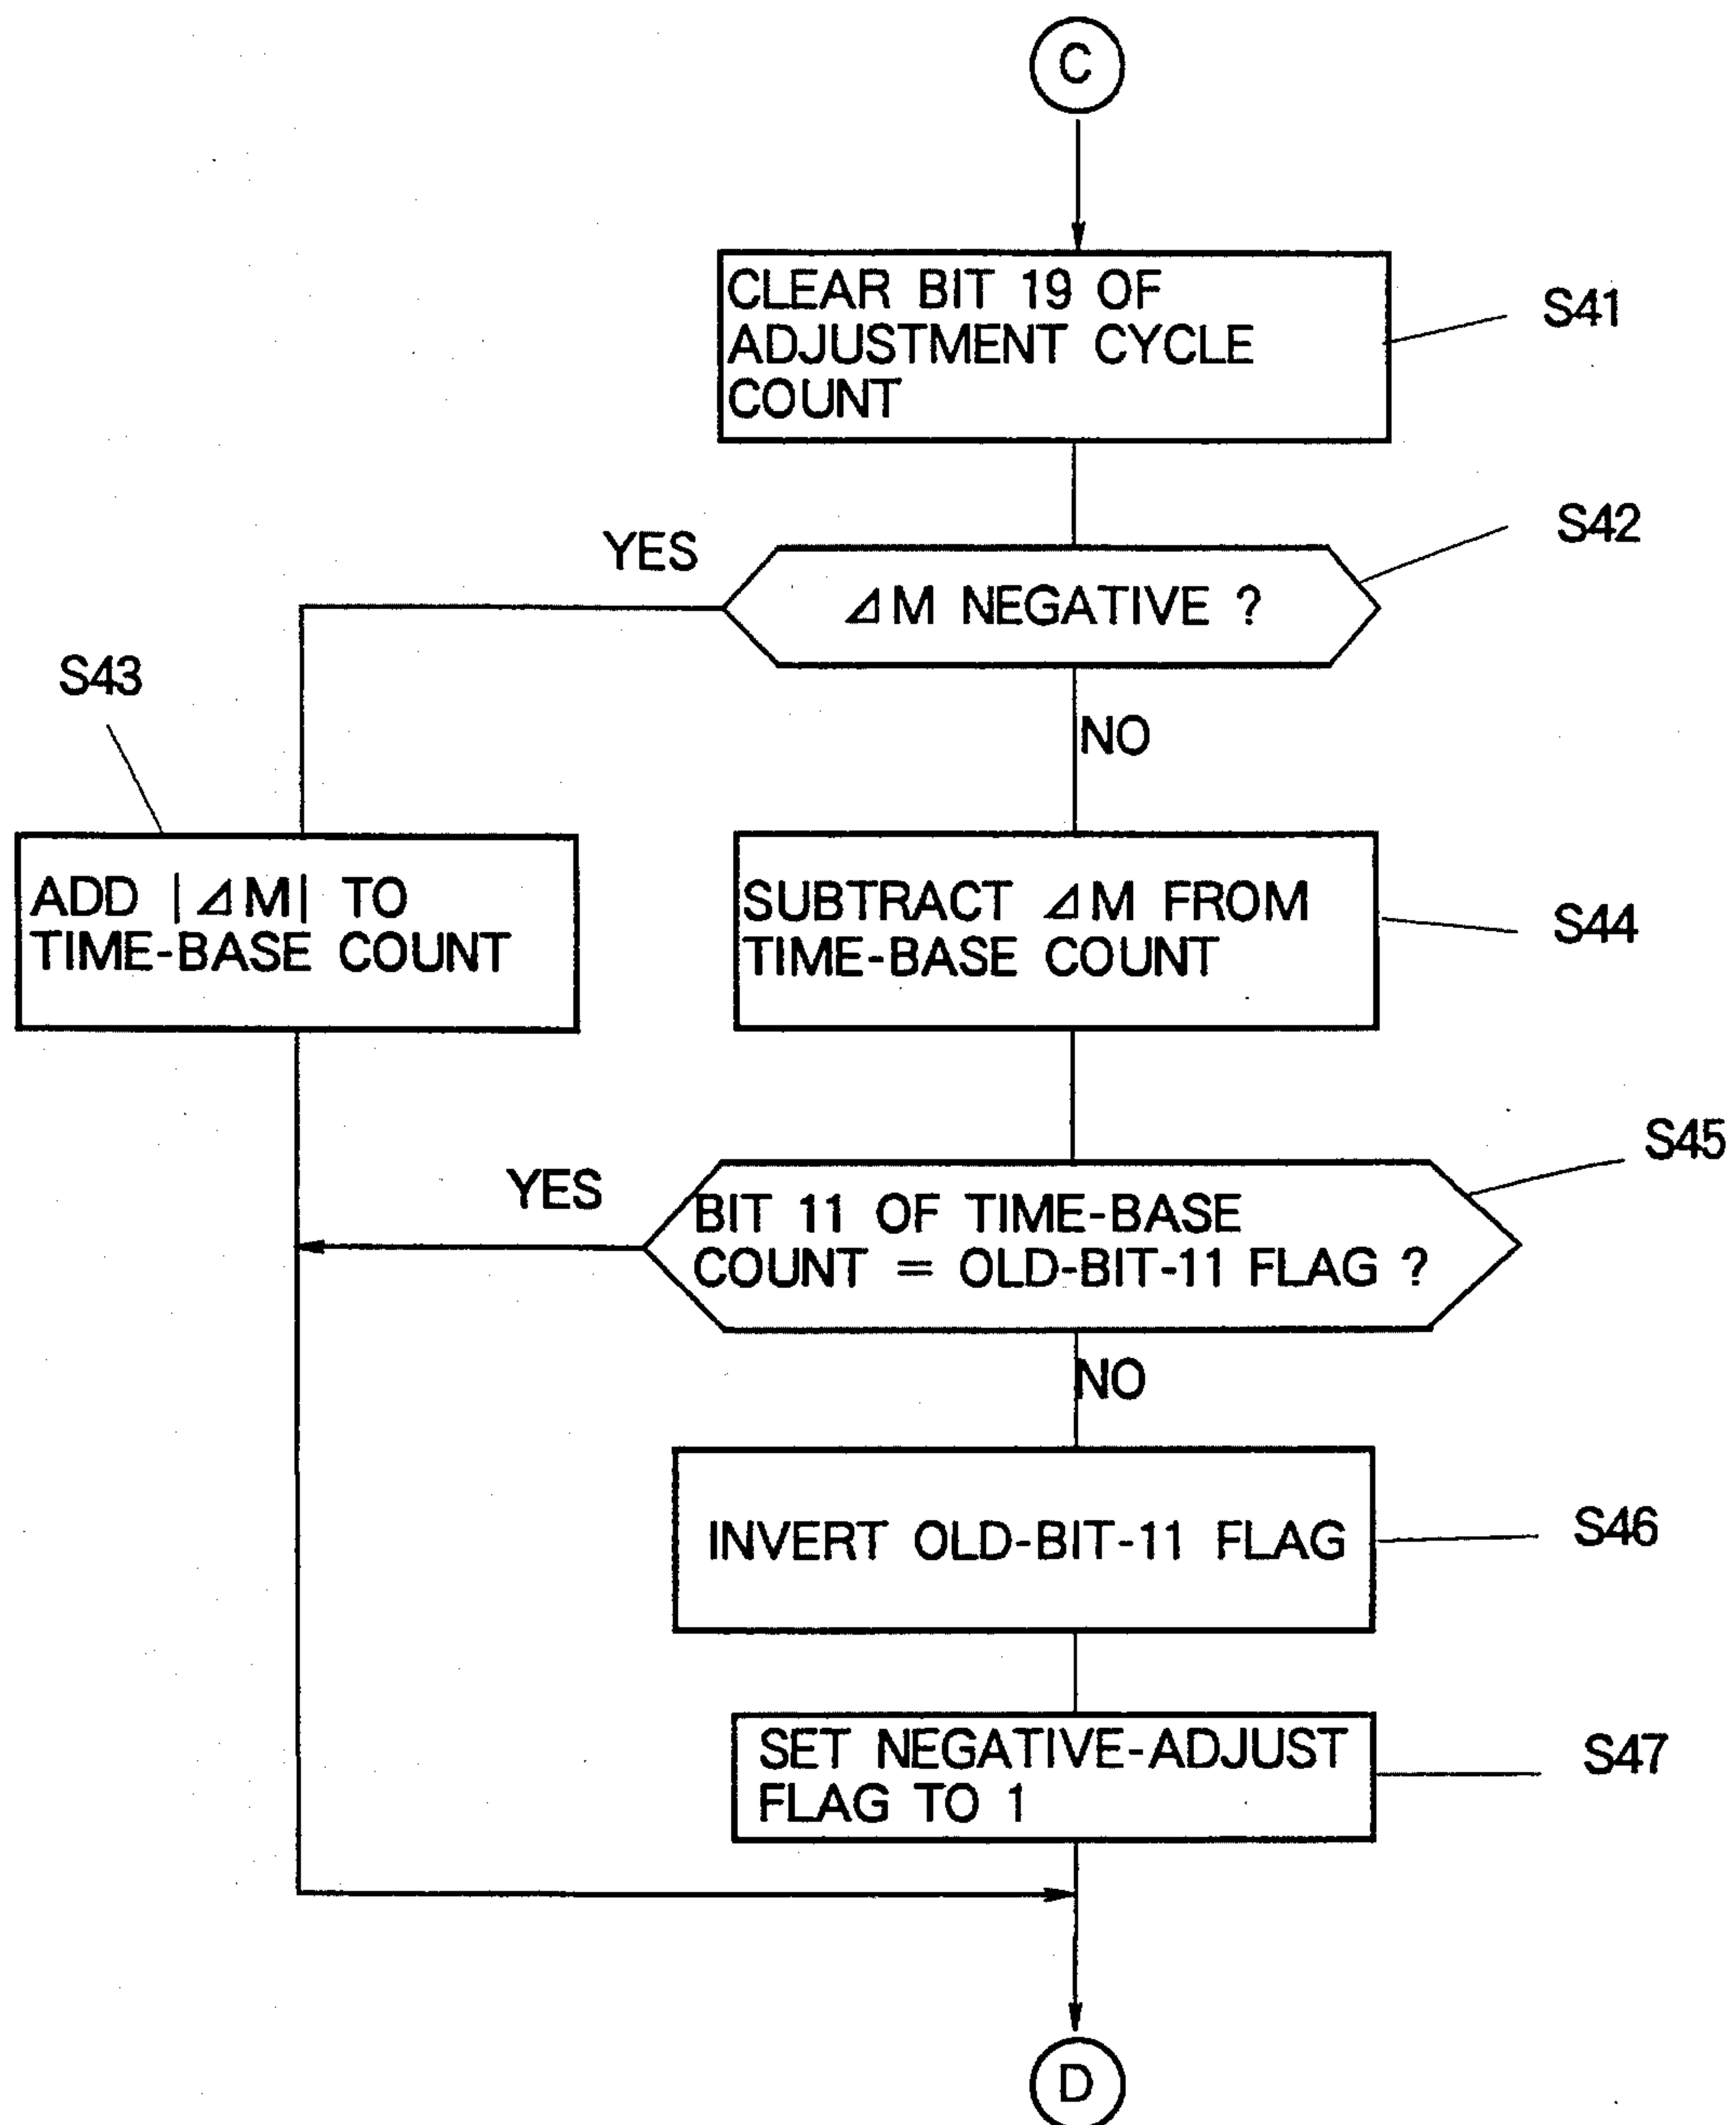 C
CLEAR BIT 19 OF
ADJUSTMENT CYCLE
COUNT
S41
S42
YES
⊿M NEGATIVE ?
S43
NO
ADD |⊿M| TO
TIME-BASE COUNT
SUBTRACT ⊿M FROM
TIME-BASE COUNT
S44
S45
YES
BIT 11 OF TIME-BASE
COUNT = OLD-BIT-11 FLAG ?
NO
INVERT OLD-BIT-11 FLAG
S46
SET NEGATIVE-ADJUST
FLAG TO 1
S47
D